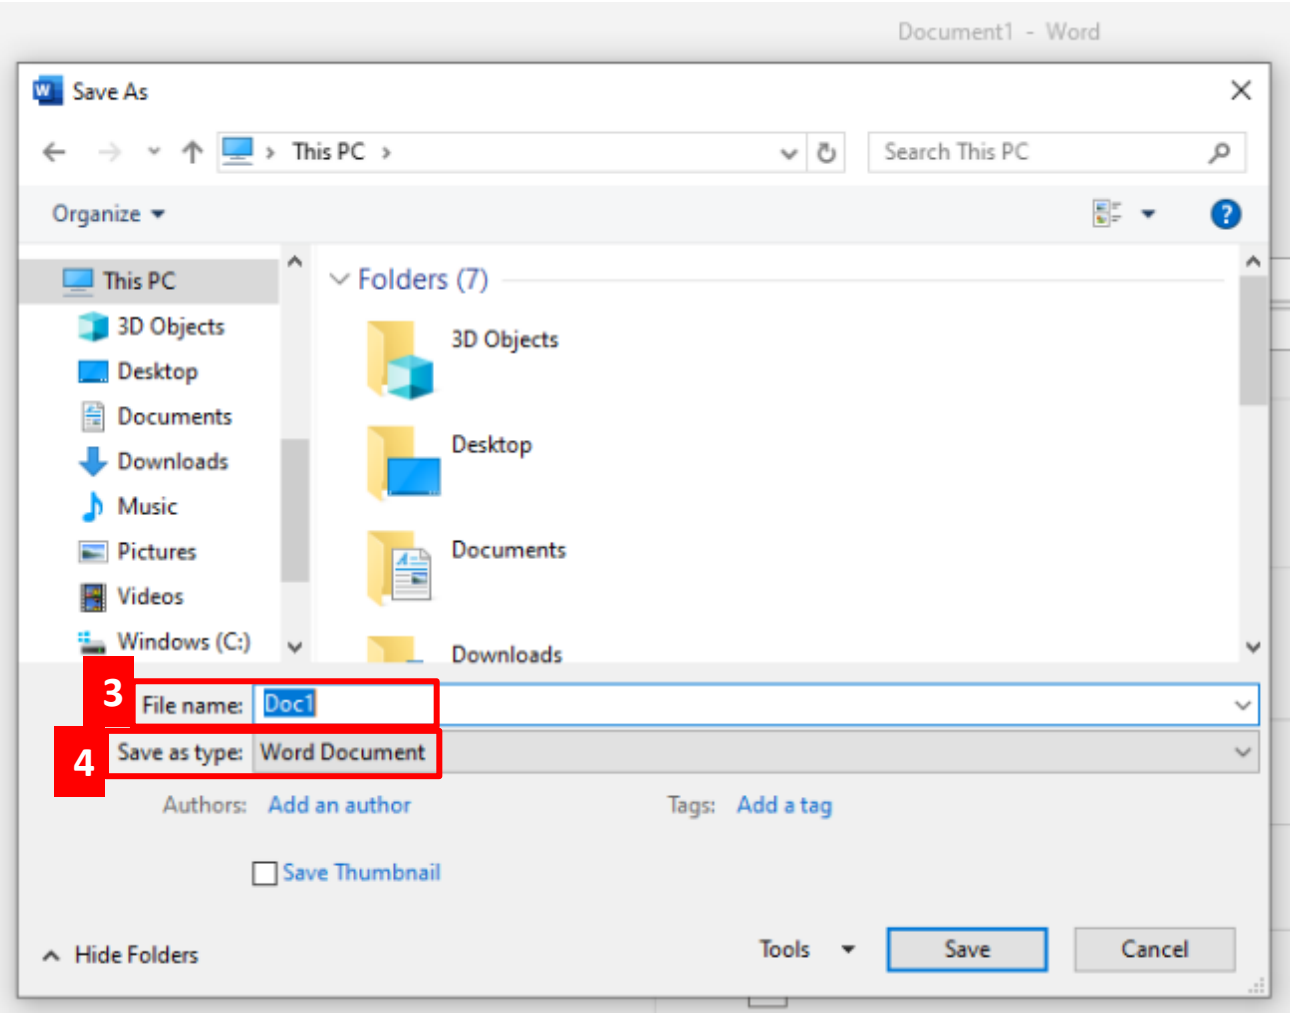 Document1 - Word
Save As
This PC
Search This PC
Organize
This PC
3D Objects
Desktop
Documents
Downloads
Music
Pictures
Videos
Windows (C:)
Folders (7)
3D Objects
Desktop
Documents
Downloads
3 File name: Doc1
4 Save as type: Word Document
Authors: Add an author Tags: Add a tag
Save Thumbnail
Hide Folders Tools Save Cancel